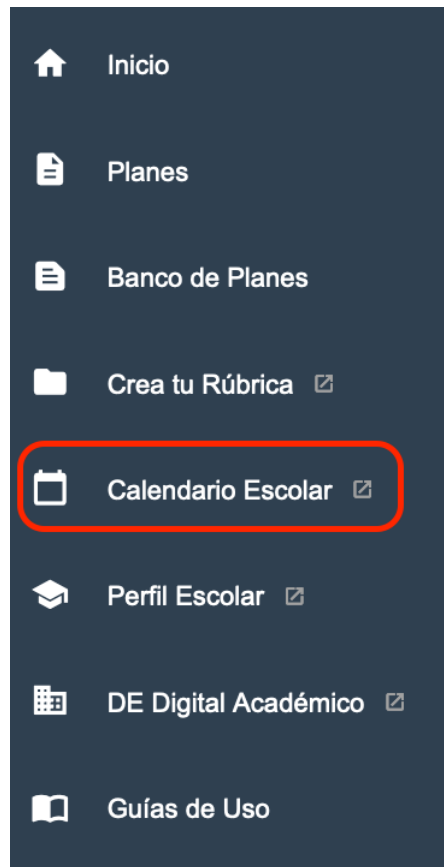 Inicio
Planes
Banco de Planes
Crea tu Rúbrica
Calendario Escolar
Perfil Escolar
DE Digital Académico
Guías de Uso